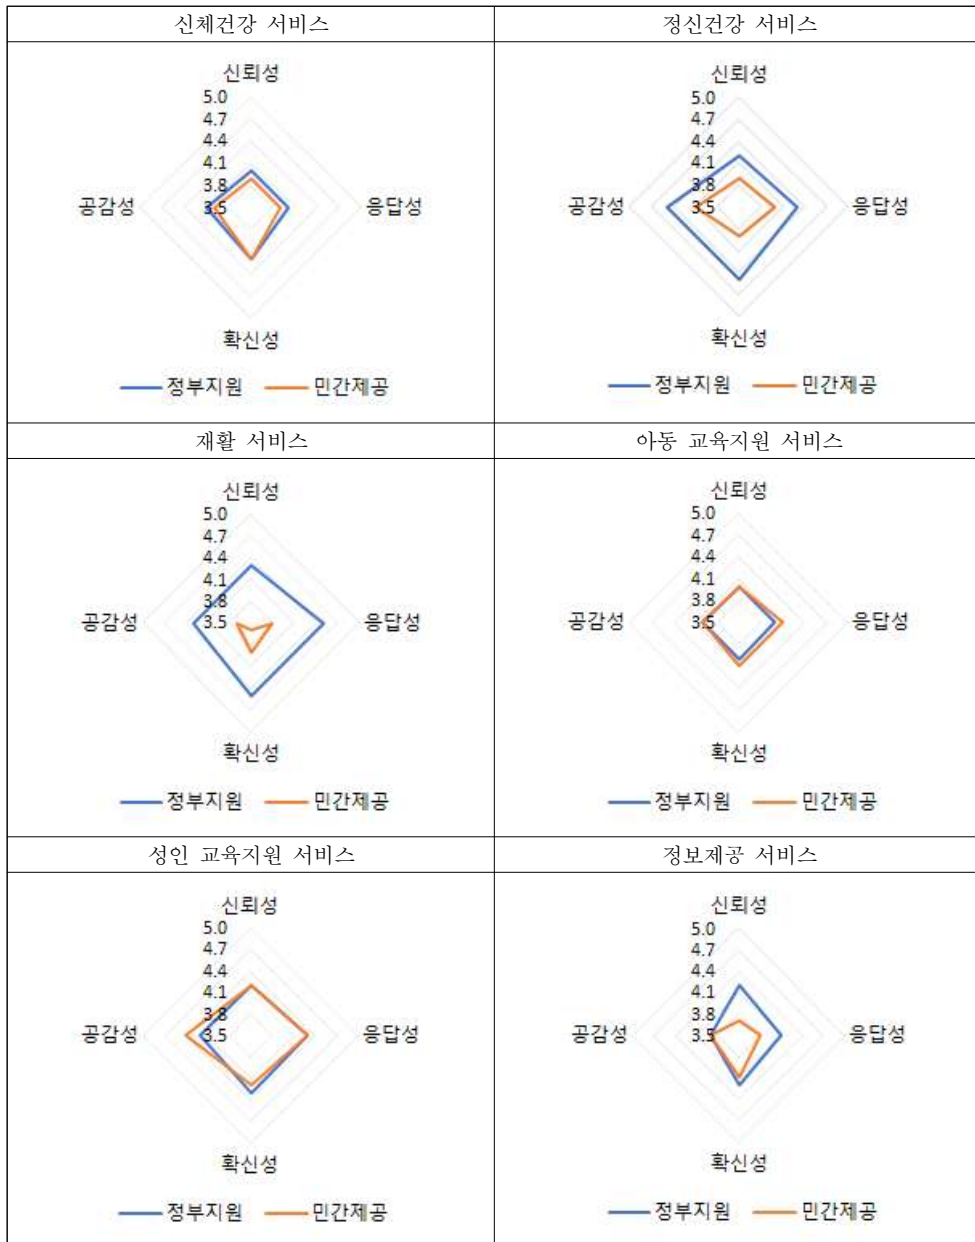 신체건강 서비스
정신건강 서비스
신뢰성
5.0
4.7
4.4
4.1
3.8
3.5
공감성
응답성
확신성
정부지원 민간제공
신뢰성
5.0
4.7
4.4
4.1
3.8
3.5
공감성
응답성
확신성
정부지원 민간제공
재활 서비스
아동 교육지원 서비스
신뢰성
5.0
4.7
4.4
4.1
3.8
3.5
공감성
응답성
확신성
정부지원 민간제공
신뢰성
5.0
4.7
4.4
4.1
3.8
3.5
공감성
응답성
확신성
정부지원 민간제공
성인 교육지원 서비스
정보제공 서비스
신뢰성
5.0
4.7
4.4
4.1
3.8
3.5
공감성
응답성
확신성
정부지원 민간제공
신뢰성
5.0
4.7
4.4
4.1
3.8
3.5
공감성
응답성
확신성
정부지원 민간제공